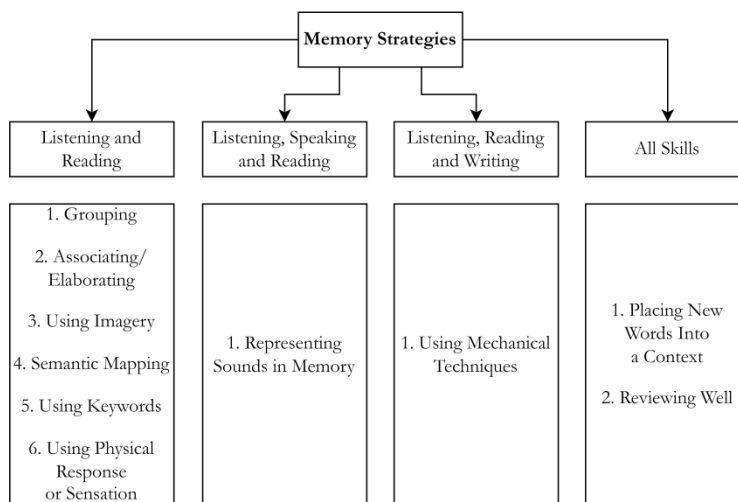 Memory Strategies
Listening and
Reading
Listening, Speaking
and Reading
Listening, Reading
and Writing
All Skills
1. Grouping
2. Associating/
Elaborating
3. Using Imagery
4. Semantic Mapping
5. Using Keywords
6. Using Physical
Response
or Sensation
1. Representing
Sounds in Memory
1. Using Mechanical
Techniques
1. Placing New
Words Into
a Context
2. Reviewing Well